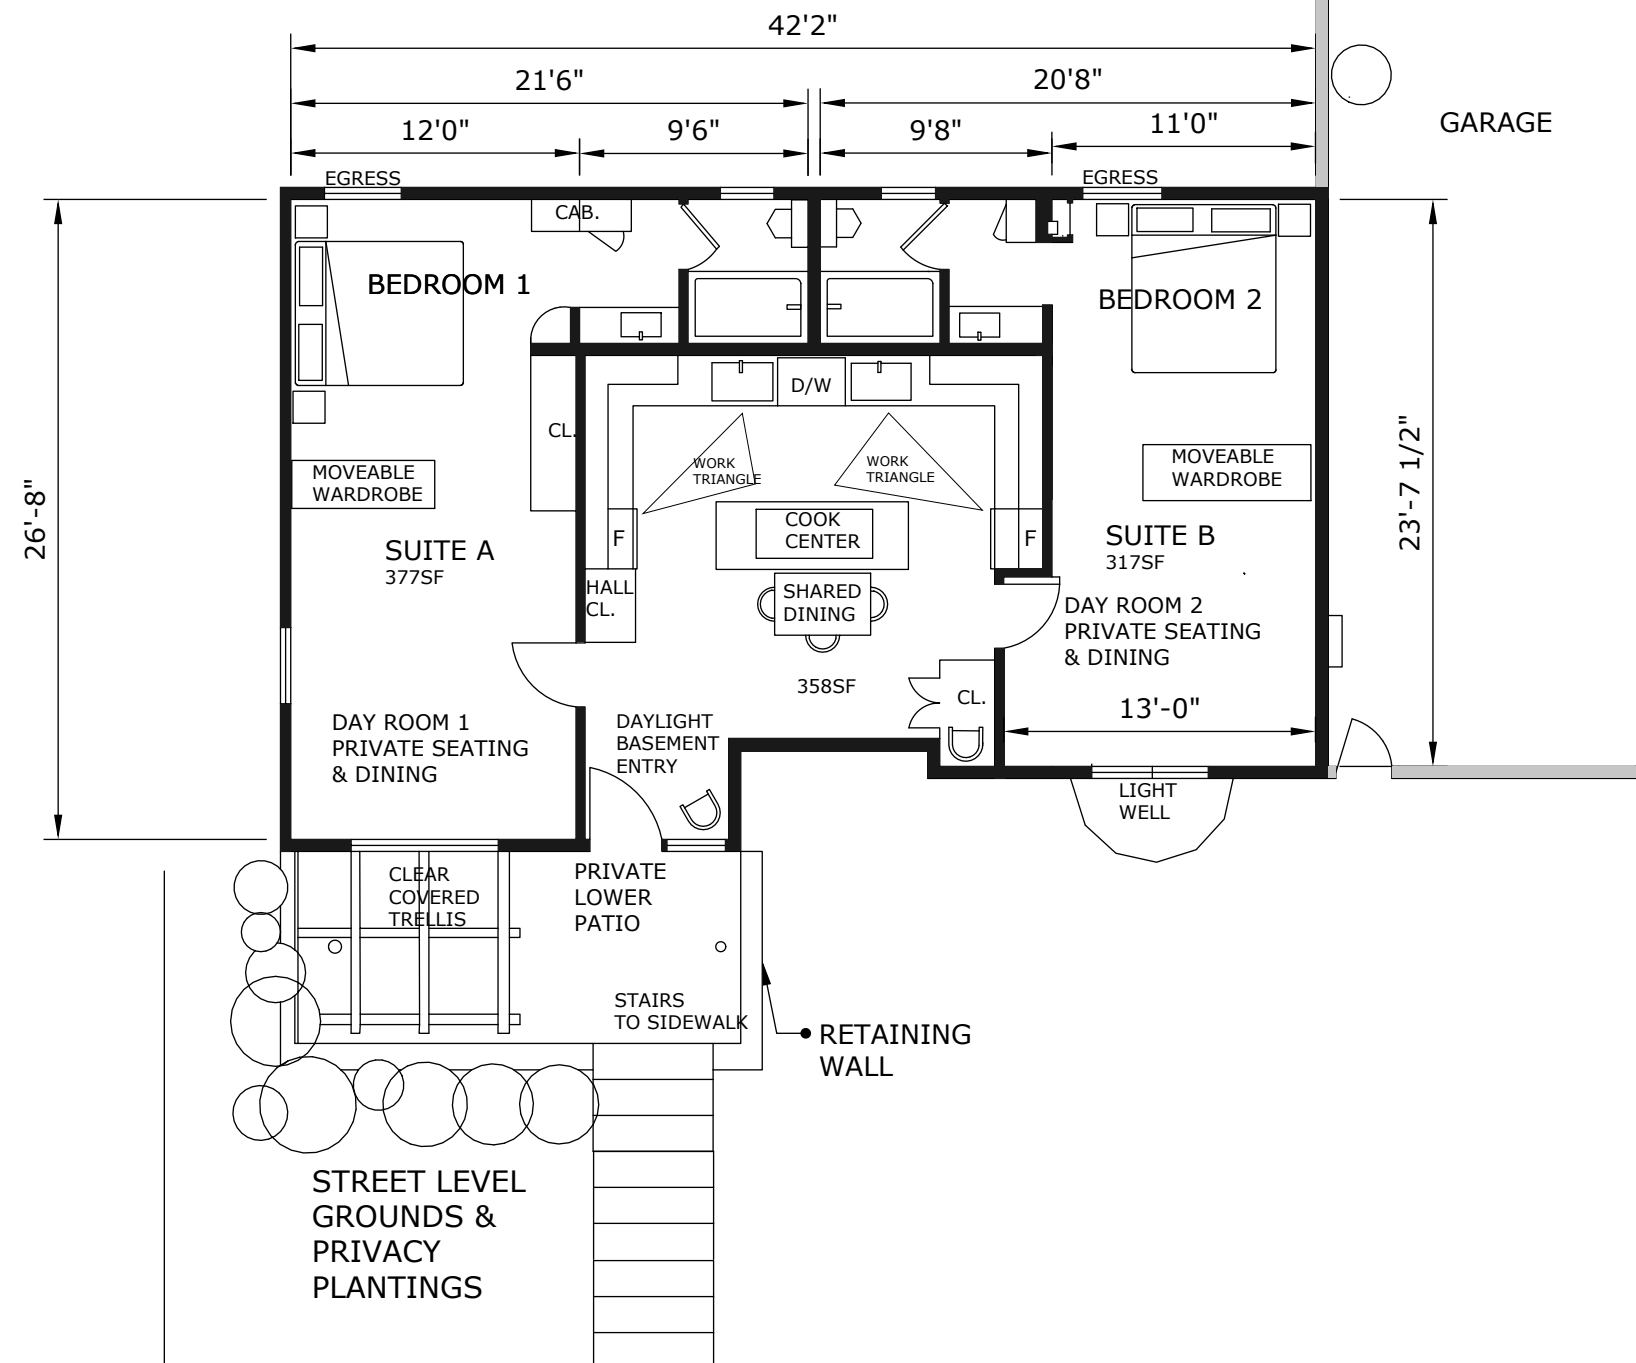 42'2"
21'6"
20'8"
12'0"
9'6"
9'8"
11'0"
GARAGE
EGRESS
EGRESS
CAB.
BEDROOM 1
BEDROOM 2
D/W
CL.
WORK
TRIANGLE
WORK
TRIANGLE
MOVEABLE
WARDROBE
MOVEABLE
WARDROBE
26'-8"
23'-7 1/2"
COOK
CENTER
F
F
SUITE A
377SF
SUITE B
317SF
HALL
CL.
SHARED
DINING
DAY ROOM 2
PRIVATE SEATING
& DINING
358SF
CL.
13'-0"
DAY ROOM 1
PRIVATE SEATING
& DINING
DAYLIGHT
BASEMENT
ENTRY
LIGHT
WELL
CLEAR
COVERED
TRELLIS
PRIVATE
LOWER
PATIO
STAIRS
TO SIDEWALK
RETAINING
WALL
STREET LEVEL
GROUNDS &
PRIVACY
PLANTINGS